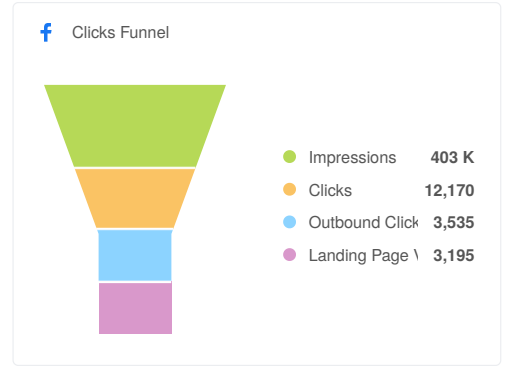 Clicks Funnel
Impressions 403 K
Clicks 12,170
Outbound Click 3,535
Landing Page 3,195